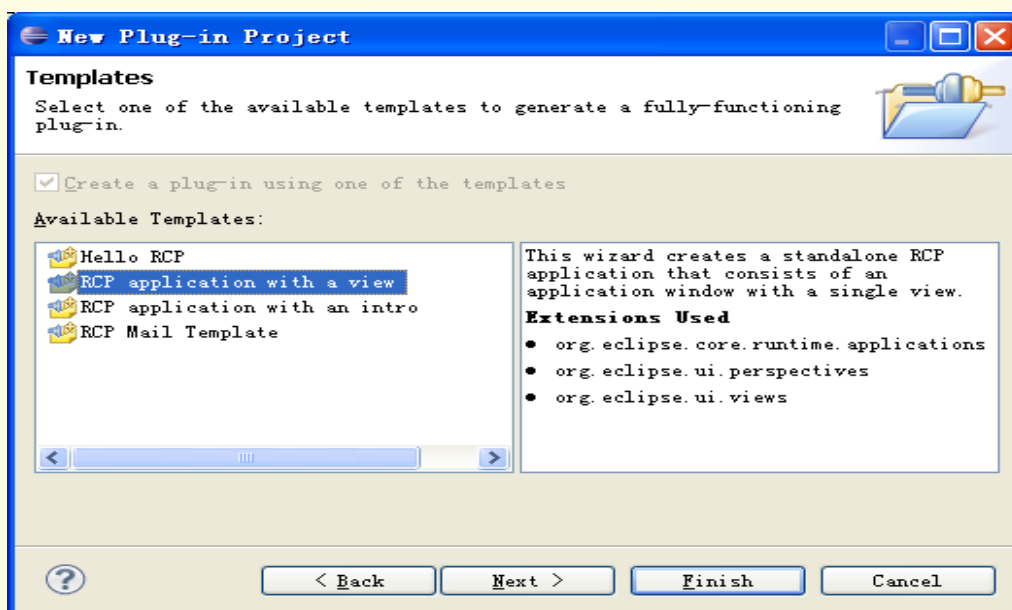 New Plug-in Project
Templates
Select one of the available templates to generate a fully-functioning
plug-in.
Create a plug-in using one of the templates
Available Templates:
Hello RCP
RCP application with a view
RCP application with an intro
RCP Mail Template
This wizard creates a standalone RCP
application that consists of an
application window with a single view.
Extensions Used
● org.eclipse.core.runtime.applications
● org.eclipse.ui.perspectives
● org.eclipse.ui.views
?
< Back
Next >
Finish
Cancel